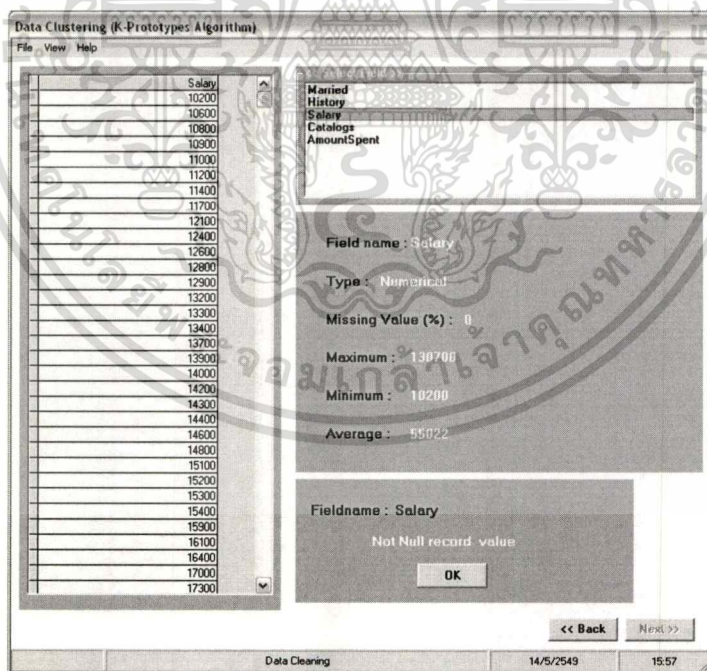 Data Clustering (K-Prototypes Algorithm)
File View Help
Salary
10200
10600
10800
10900
11000
11200
11400
11700
12100
12400
12600
12800
12900
13200
13300
13400
13700
13900
14000
14200
14300
14400
14600
14800
15100
15200
15300
15400
15900
16100
16400
17000
17300
Married
History
Salary
Catalogs
AmountSpent
Field name : Salary
Type : Numerical
Missing Value (%) : 0
Maximum : 130700
Minimum : 10200
Average : 55022
Fieldname : Salary
Not Null record value
OK
<< Back
Next >>
Data Cleaning
14/5/2549
15:57